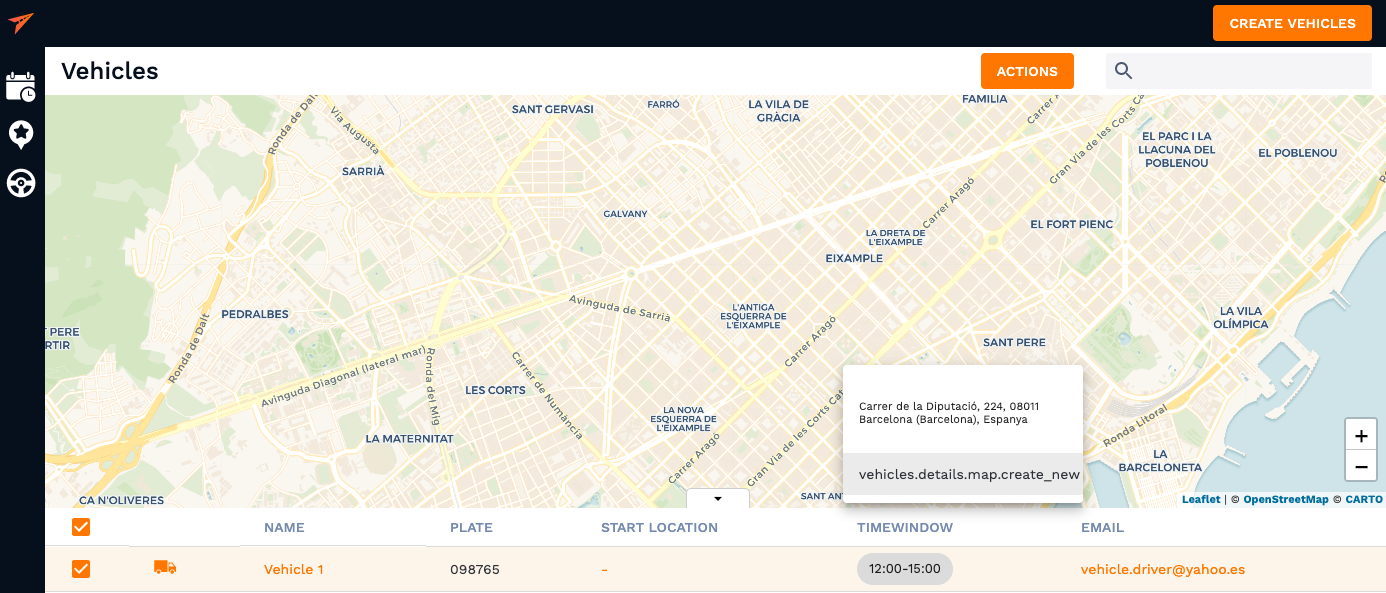 CREATE VEHICLES
Vehicles
ACTIONS
SANT GERVASI
FARRÓ
LA VILA DE
GRÀCIA
FAMILIA
Carrer
Gran Via de les Corts Ca
Ronda de Dalt
Via Augusta
EL PARC I LA
LLACUNA DEL
POBLENOU
EL POBLENOU
SARRIÀ
GALVANY
Carrer Aragó
LA DRETA DE
L'EIXAMPLE
EL FORT PIENC
EIXAMPLE
PEDRALBES
Avinguda de Sarrià
L'ANTIGA
ESQUERRA DE
L'EIXAMPLE
LA VILA
OLÍMPICA
T PERE
RTIR
Ronda de Dalt
Carrer Aragó
SANT PERE
Avinguda Diagonal (lateral mar)
Ronda del Mig
Carrer de Numància
LES CORTS
LA NOVA
ESQUERRA DE
L'EIXAMPLE
Carrer Aragó
Gran Via de les Corts Cat
Carrer de la Diputació, 224, 08011
Barcelona (Barcelona), Espanya
Ronda Litoral
LA MATERNITAT
LA
BARCELONETA
vehicles.details.map.create_new
+
−
CA N'OLIVERES
SANT ANT
Leaflet | © OpenStreetMap © CARTO
NAME PLATE START LOCATION TIMEWINDOW EMAIL
Vehicle 1 098765 - 12:00-15:00 vehicle.driver@yahoo.es